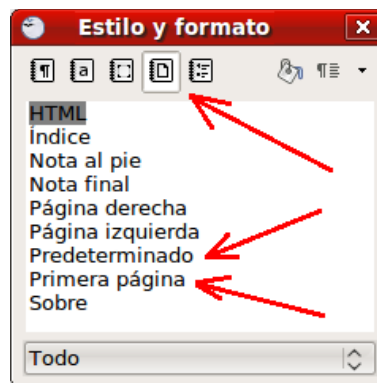 Estilo y formato
HTML
Índice
Nota al pie
Nota final
Página derecha
Página izquierda
Predeterminado
Primera página
Sobre
Todo